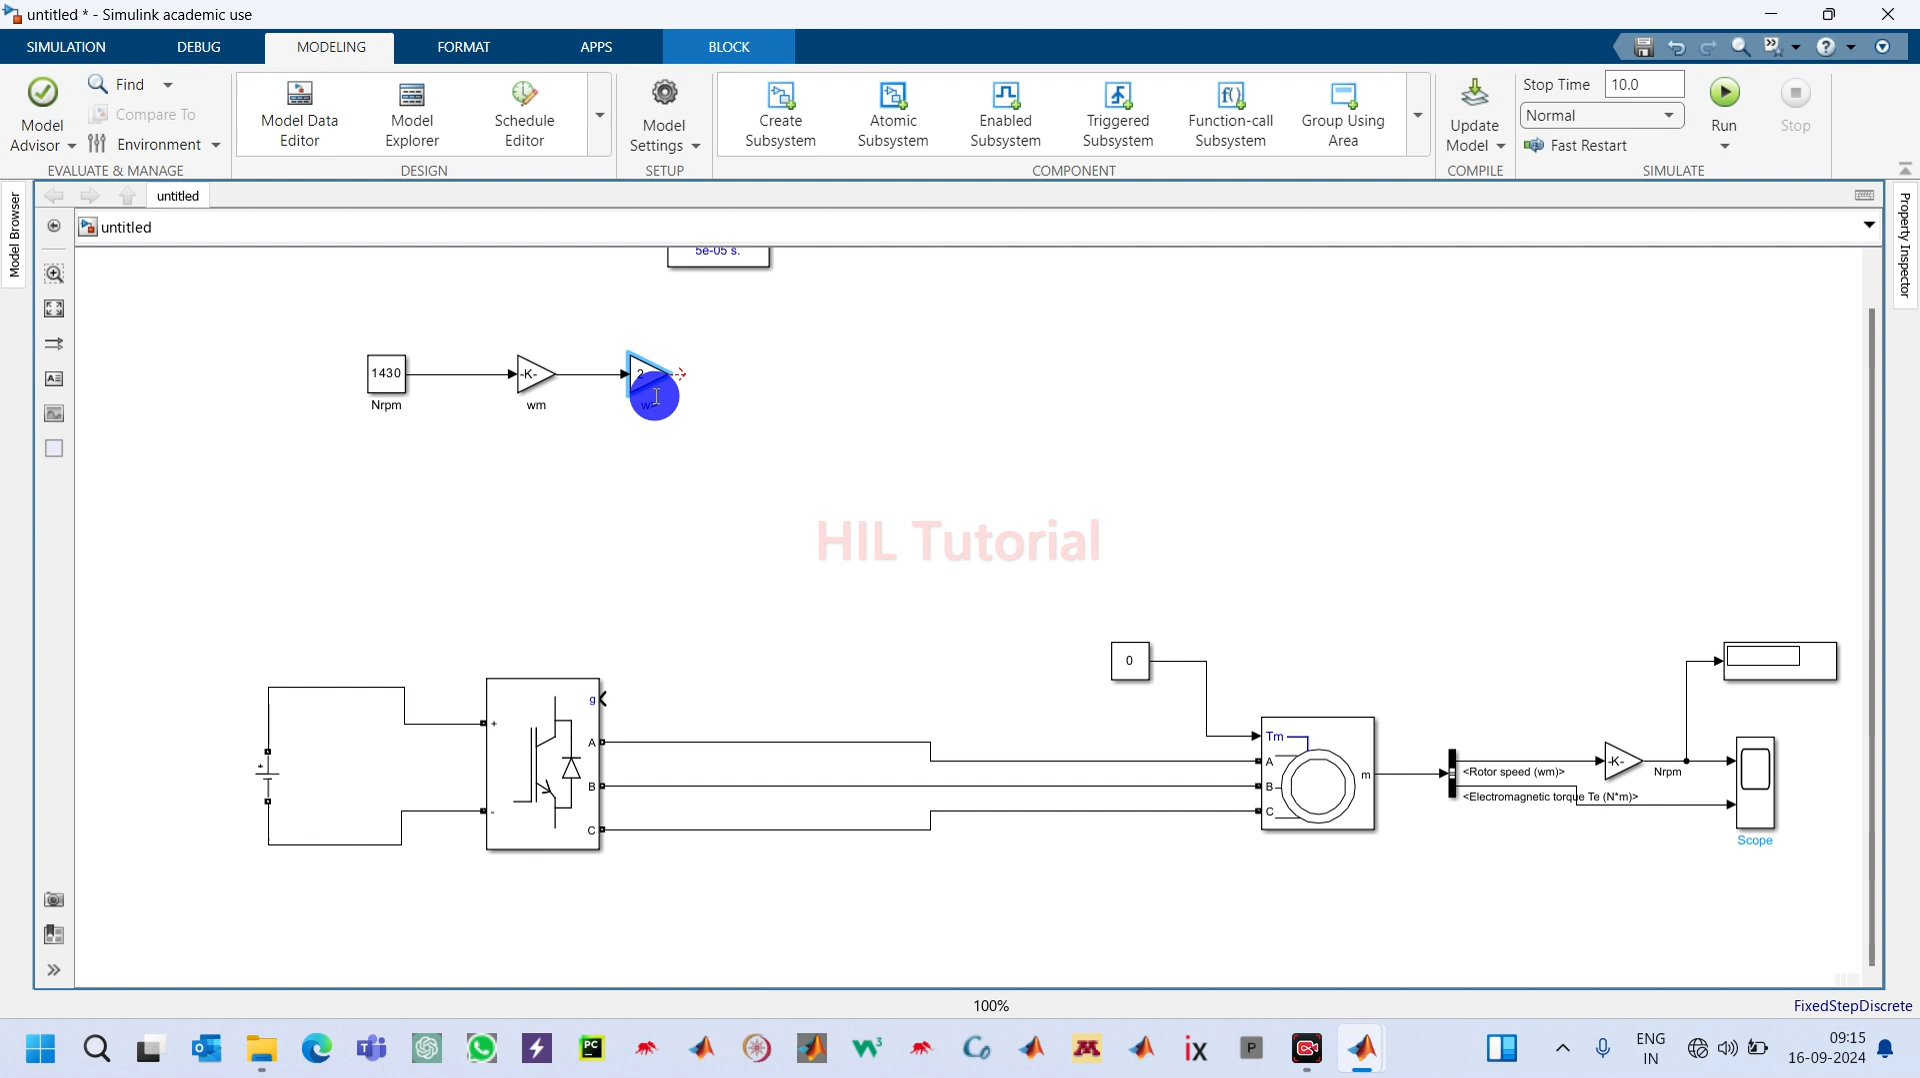 untitled * - Simulink academic use
SIMULATION
DEBUG
MODELING
FORMAT
APPS
BLOCK
Model Advisor
Find
Compare To
Environment
EVALUATE & MANAGE
Model Data Editor
Model Explorer
Schedule Editor
DESIGN
Model Settings
SETUP
Create Subsystem
Atomic Subsystem
Enabled Subsystem
Triggered Subsystem
Function-call Subsystem
Group Using Area
COMPONENT
Update Model
COMPILE
Stop Time
10.0
Normal
Fast Restart
Run
Stop
SIMULATE
Model Browser
untitled
untitled
Property Inspector
5e-05 s.
1430
Nrpm
-K-
wm
2
HIL Tutorial
0
g
+
-
A
B
C
Tm
A
B
C
m
<Rotor speed (wm)>
<Electromagnetic torque Te (N*m)>
-K-
Nrpm
Scope
100%
FixedStepDiscrete
ENG
IN
09:15
16-09-2024